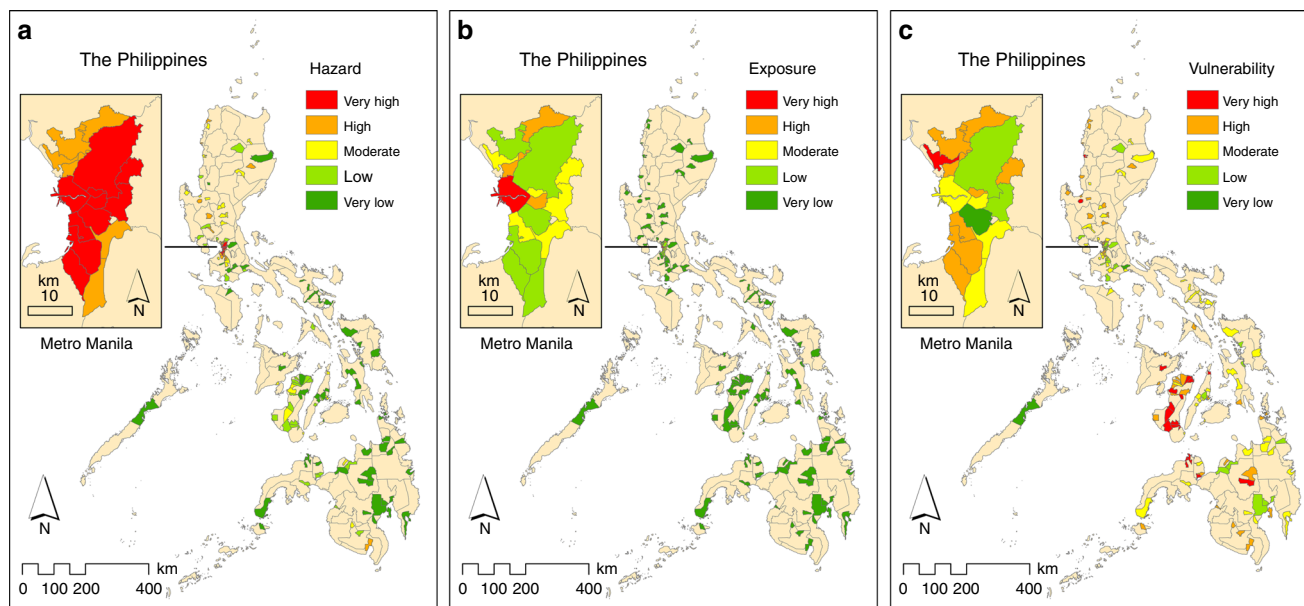 a
The Philippines
Hazard
Very high
High
Moderate
Low
Very low
km
10
N
Metro Manila
N
km
0 100 200 400
b
The Philippines
Exposure
Very high
High
Moderate
Low
Very low
km
10
N
Metro Manila
N
km
0 100 200 400
c
The Philippines
Vulnerability
Very high
High
Moderate
Low
Very low
km
10
N
Metro Manila
N
km
0 100 200 400